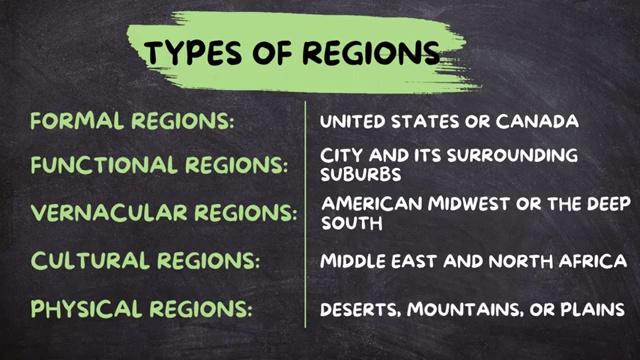 TYPES OF REGIONS
FORMAL REGIONS:
UNITED STATES OR CANADA
FUNCTIONAL REGIONS:
CITY AND ITS SURROUNDING
SUBURBS
VERNACULAR REGIONS:
AMERICAN MIDWEST OR THE DEEP
SOUTH
CULTURAL REGIONS:
MIDDLE EAST AND NORTH AFRICA
PHYSICAL REGIONS:
DESERTS, MOUNTAINS, OR PLAINS